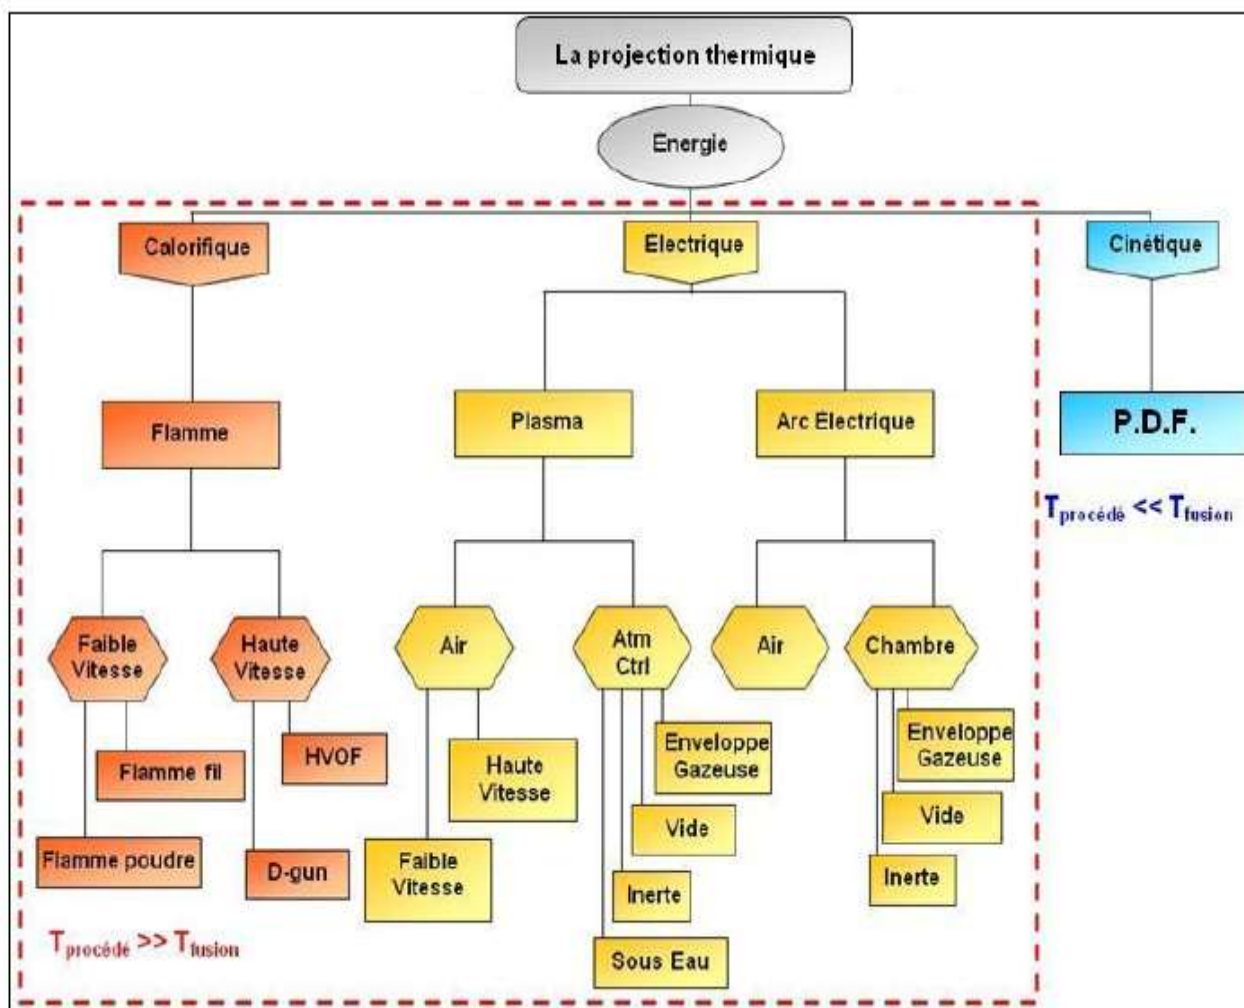 La projection thermique
Energie
Calorifique
Electrique
Cinétique
Flamme
Plasma
Arc Electrique
P.D.F.
Tprocédé << Tfusion
Faible
Vitesse
Haute
Vitesse
Air
Atm
Ctrl
Air
Chambre
Flamme fil
HVOF
Haute
Vitesse
Enveloppe
Gazeuse
Enveloppe
Gazeuse
Vide
Vide
Flamme poudre
D-gun
Faible
Vitesse
Inerte
Inerte
Tprocédé >> Tfusion
Sous Eau